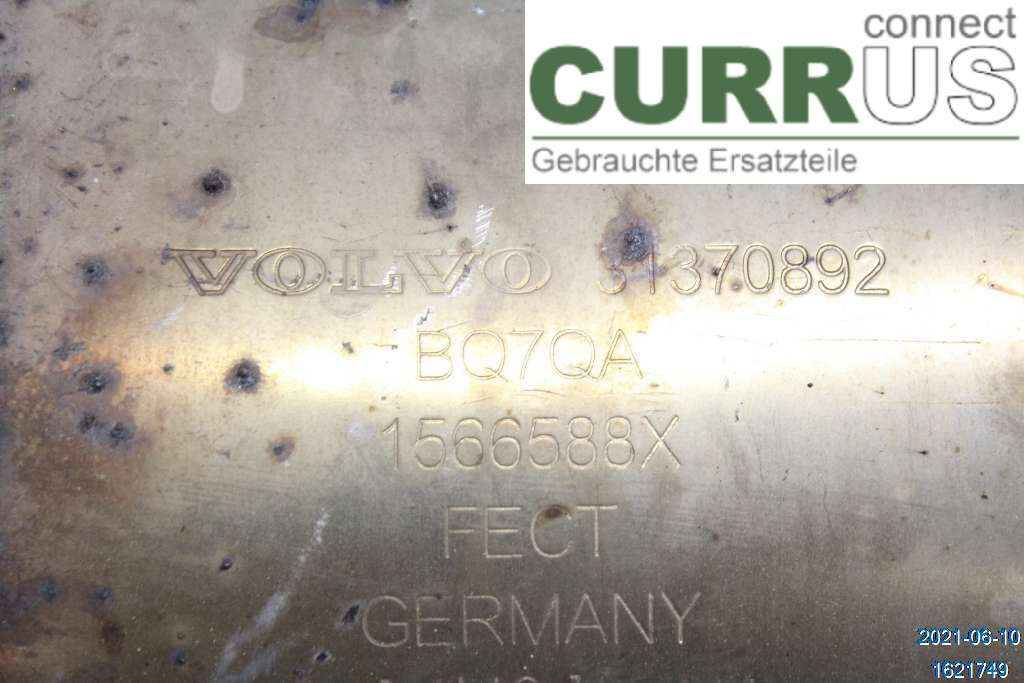 connect
CURRUS
Gebrauchte Ersatzteile
VOLVO 31370892
BQ7QA
1566588X
FECT
GERMANY
2021-06-10
1621749